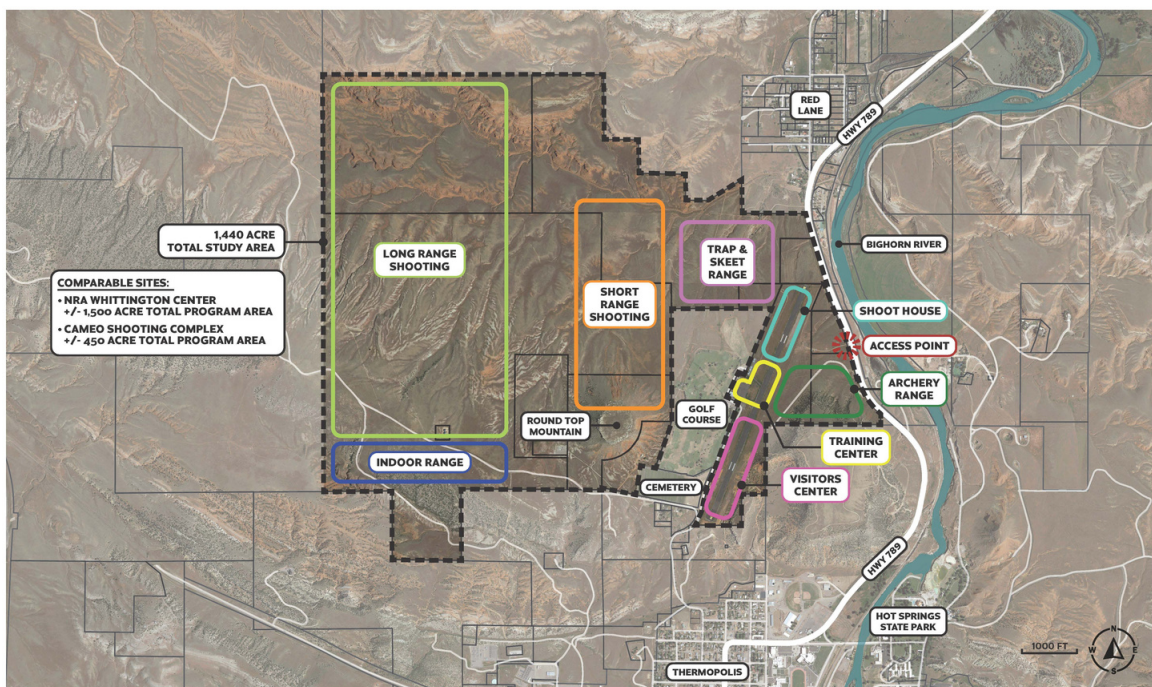 RED
LANE
HWY 789
1,440 ACRE
TOTAL STUDY AREA
COMPARABLE SITES:
• NRA WHITTINGTON CENTER
+/- 1,500 ACRE TOTAL PROGRAM AREA
• CAMEO SHOOTING COMPLEX
+/- 450 ACRE TOTAL PROGRAM AREA
LONG RANGE
SHOOTING
SHORT
RANGE
SHOOTING
TRAP &
SKEET
RANGE
BIGHORN RIVER
SHOOT HOUSE
ACCESS POINT
ARCHERY
RANGE
GOLF
COURSE
ROUND TOP
MOUNTAIN
TRAINING
CENTER
INDOOR RANGE
CEMETERY
VISITORS
CENTER
HWY 789
HOT SPRINGS
STATE PARK
THERMOPOLIS
1000 FT
N
W
E
S